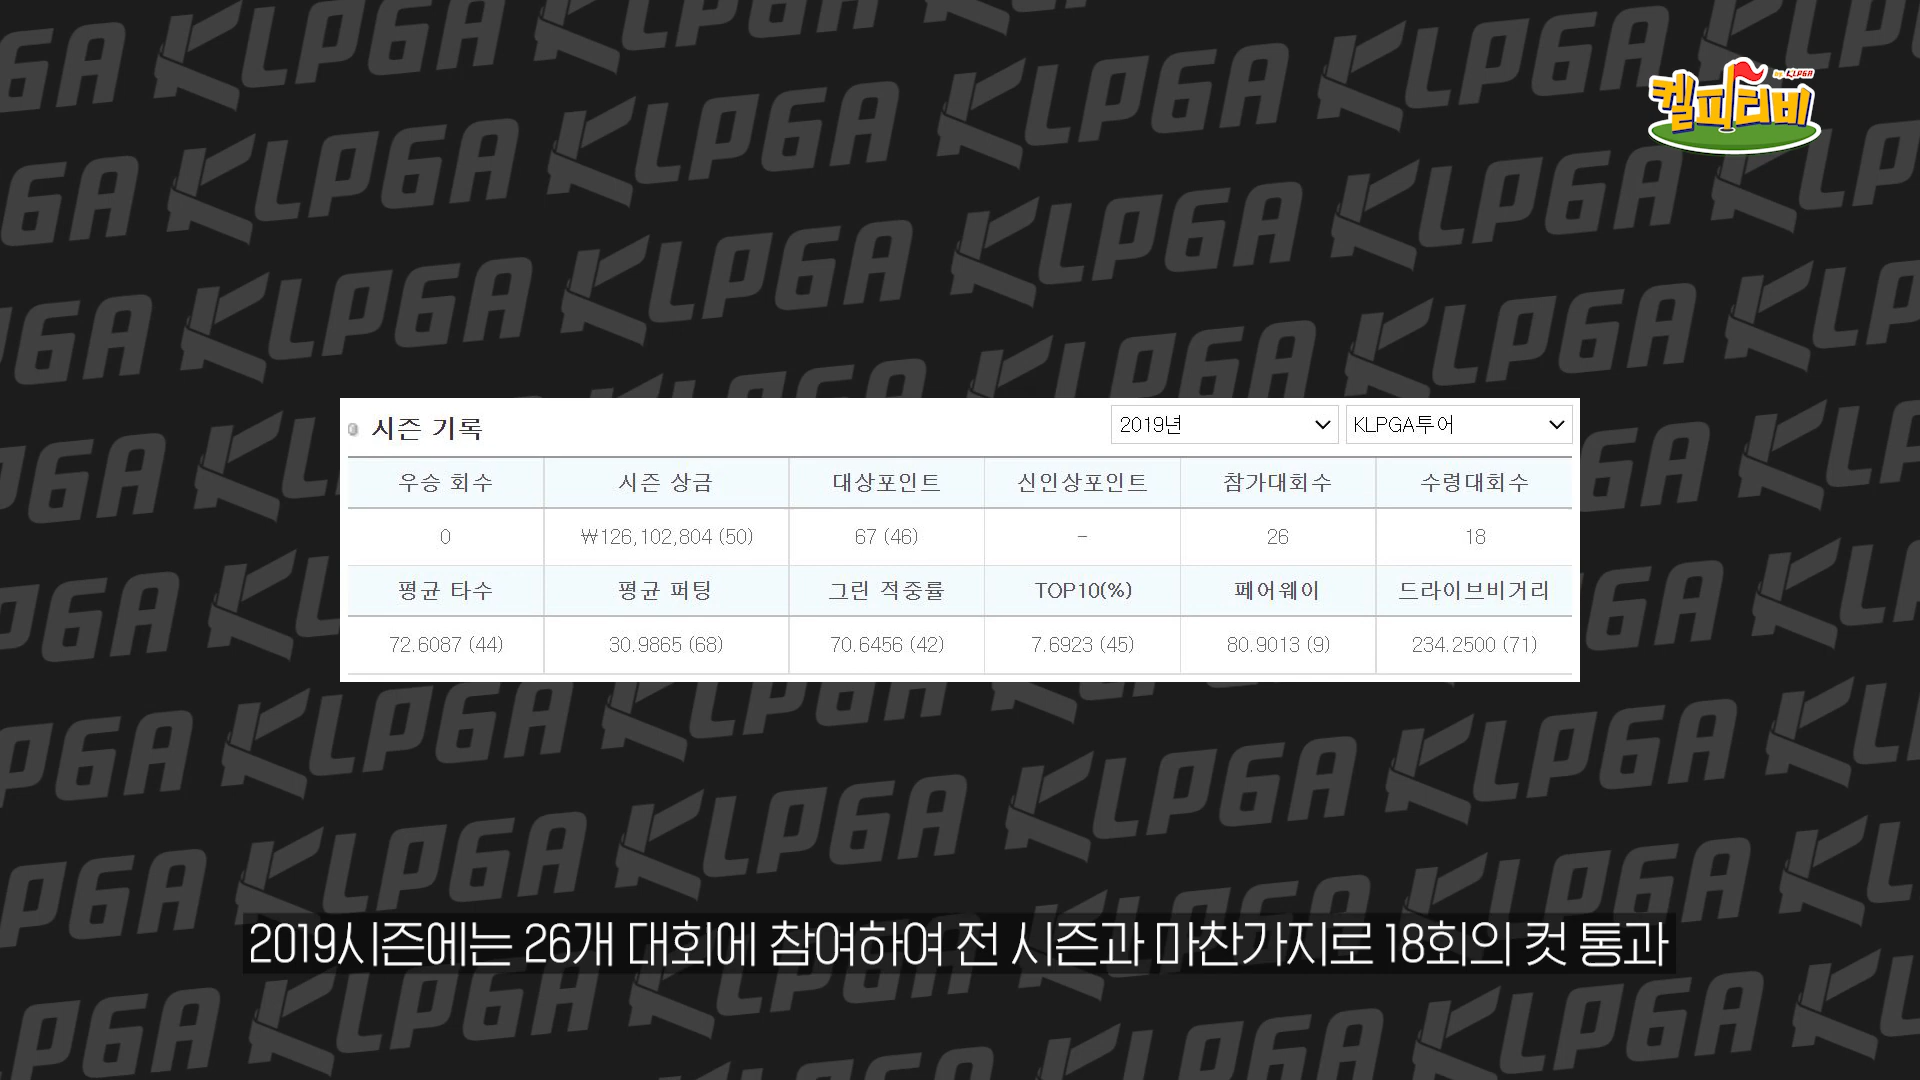 켈피티비
by KLPGA
시즌 기록
2019년
KLPGA투어
우승 회수 시즌 상금 대상포인트 신인상포인트 참가대회수 수령대회수
0 ₩126,102,804 (50) 67 (46) - 26 18
평균 타수 평균 퍼팅 그린 적중률 TOP10(%) 페어웨이 드라이브비거리
72.6087 (44) 30.9865 (68) 70.6456 (42) 7.6923 (45) 80.9013 (9) 234.2500 (71)
2019시즌에는 26개 대회에 참여하여 전 시즌과 마찬가지로 18회의 컷 통과
KLPGA